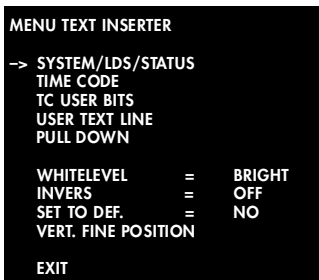 MENU TEXT INSERTER
–> SYSTEM/LDS/STATUS
TIME CODE
TC USER BITS
USER TEXT LINE
PULL DOWN
WHITELEVEL = BRIGHT
INVERS = OFF
SET TO DEF. = NO
VERT. FINE POSITION
EXIT